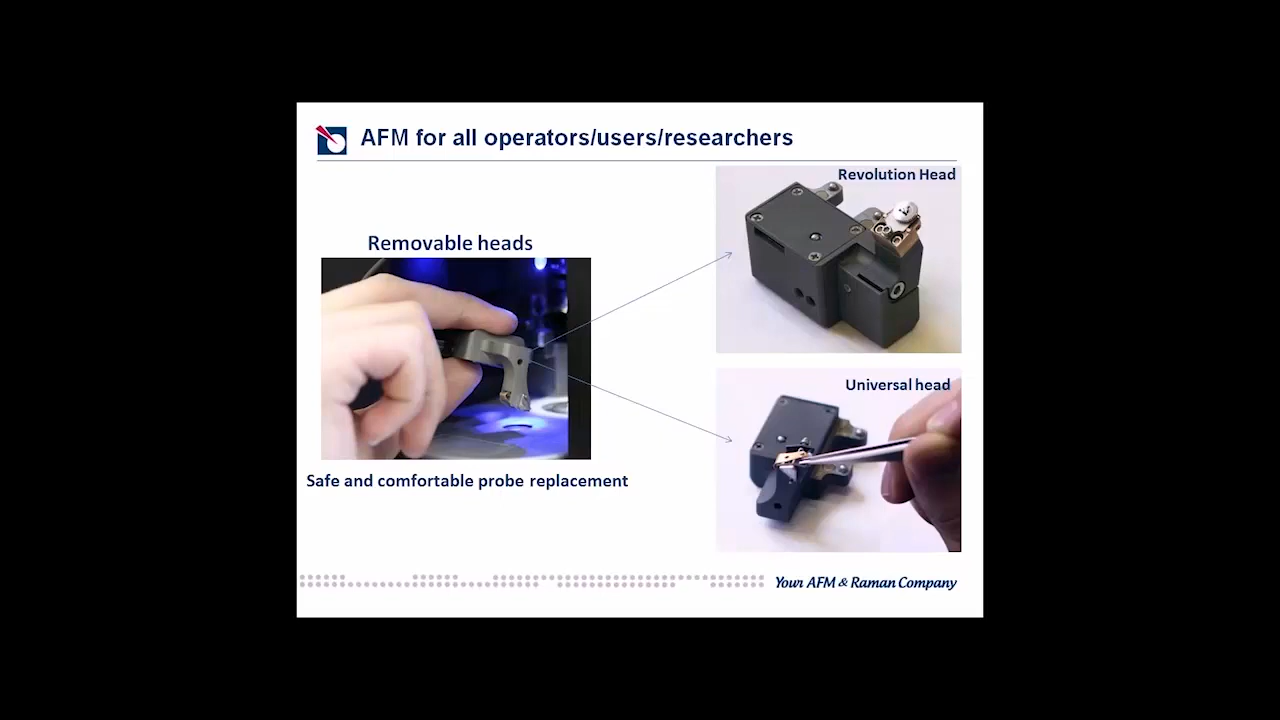 AFM for all operators/users/researchers
Revolution Head
Removable heads
Universal head
Safe and comfortable probe replacement
Your AFM & Raman Company